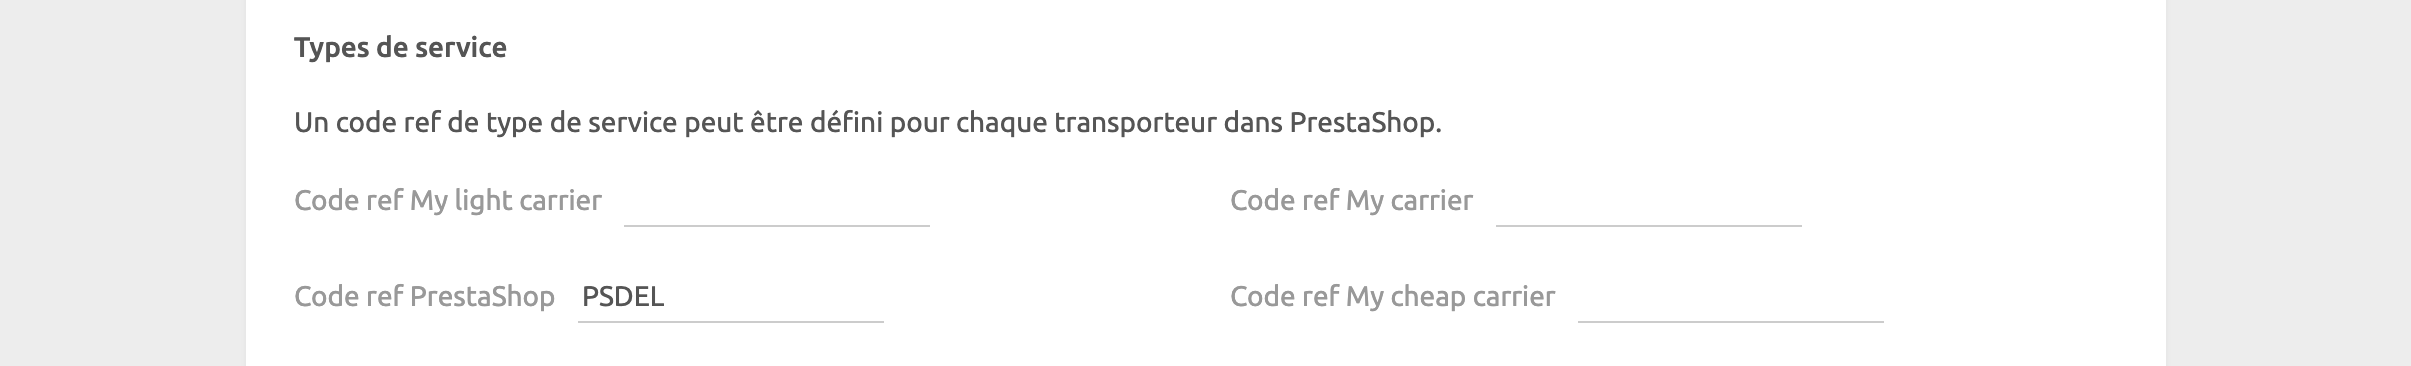 Types de service
Un code ref de type de service peut être défini pour chaque transporteur dans PrestaShop.
Code ref My light carrier
Code ref My carrier
Code ref PrestaShop PSDEL
Code ref My cheap carrier